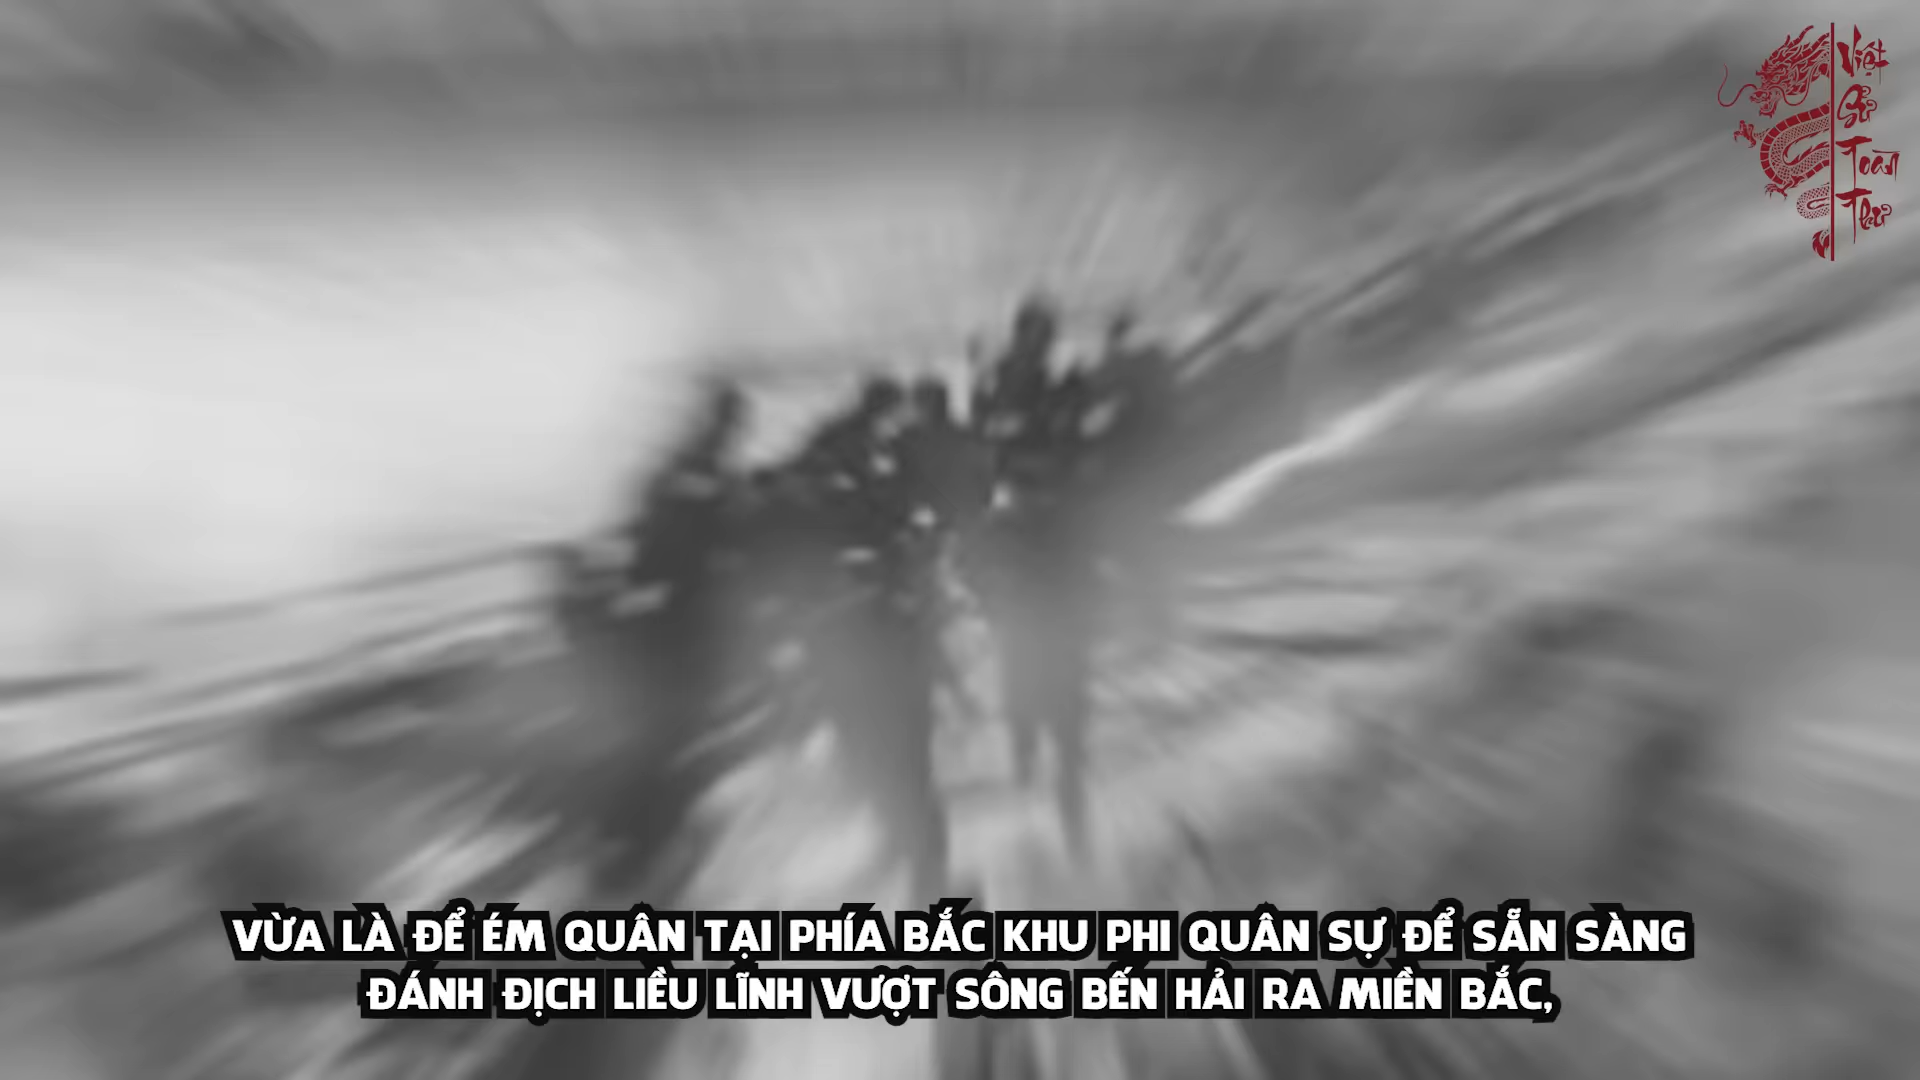 Việt
Sử
Toàn
Thư
VỪA LÀ ĐỂ ÉM QUÂN TẠI PHÍA BẮC KHU PHI QUÂN SỰ ĐỂ SẴN SÀNG
ĐÁNH ĐỊCH LIỀU LĨNH VƯỢT SÔNG BẾN HẢI RA MIỀN BẮC,